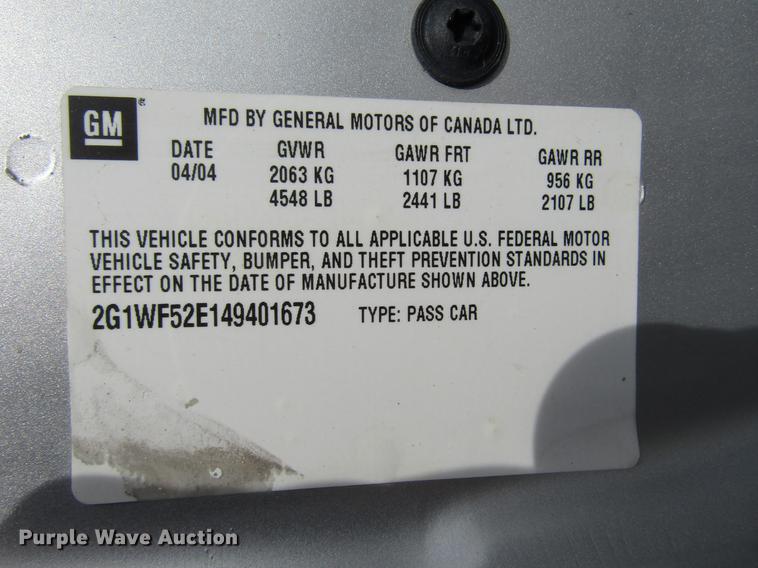 GM®
MFD BY GENERAL MOTORS OF CANADA LTD.
DATE GVWR GAWR FRT GAWR RR
04/04 2063 KG 1107 KG 956 KG
4548 LB 2441 LB 2107 LB
THIS VEHICLE CONFORMS TO ALL APPLICABLE U.S. FEDERAL MOTOR
VEHICLE SAFETY, BUMPER, AND THEFT PREVENTION STANDARDS IN
EFFECT ON THE DATE OF MANUFACTURE SHOWN ABOVE.
2G1WF52E149401673 TYPE: PASS CAR
Purple Wave Auction